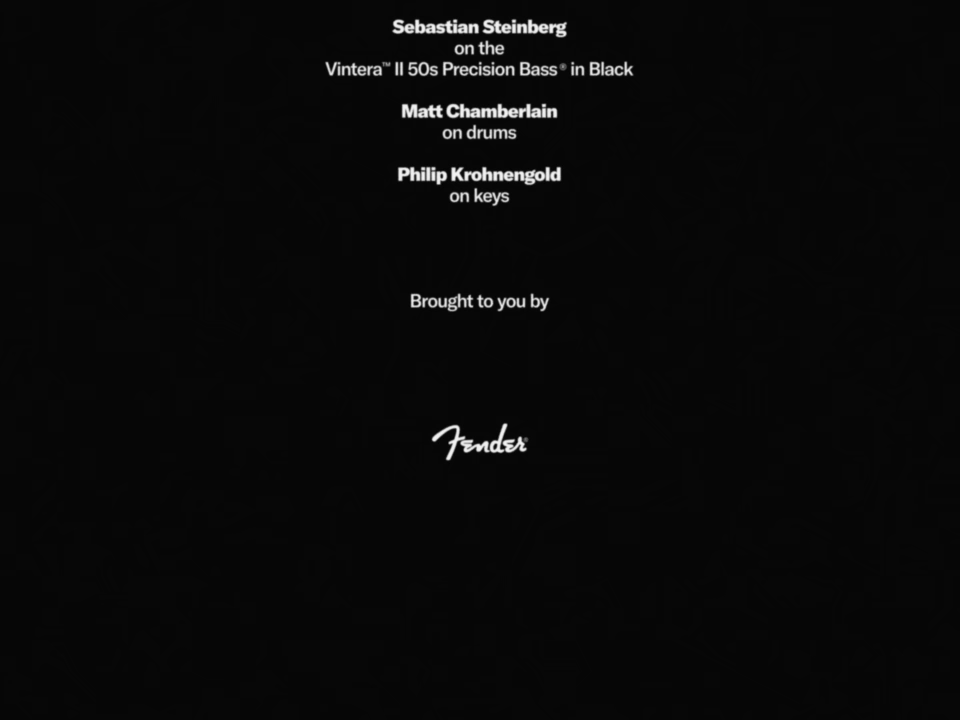 Sebastian Steinberg
on the
Vintera™ II 50s Precision Bass® in Black
Matt Chamberlain
on drums
Philip Krohnengold
on keys
Brought to you by
Fender®